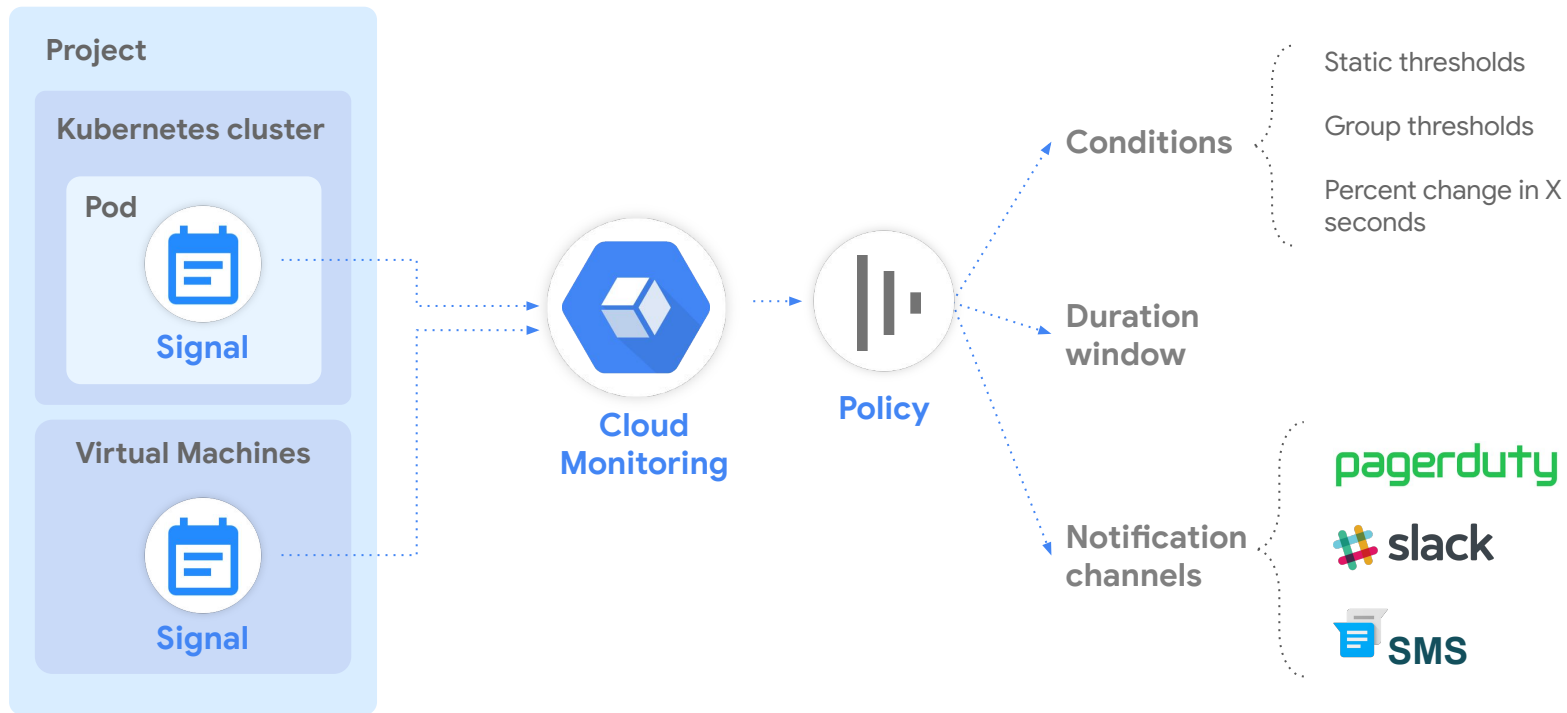 Project
Kubernetes cluster
Pod
Signal
Virtual Machines
Signal
Cloud
Monitoring
Policy
Conditions
Static thresholds
Group thresholds
Percent change in X
seconds
Duration
window
Notification
channels
pagerduty
slack
SMS